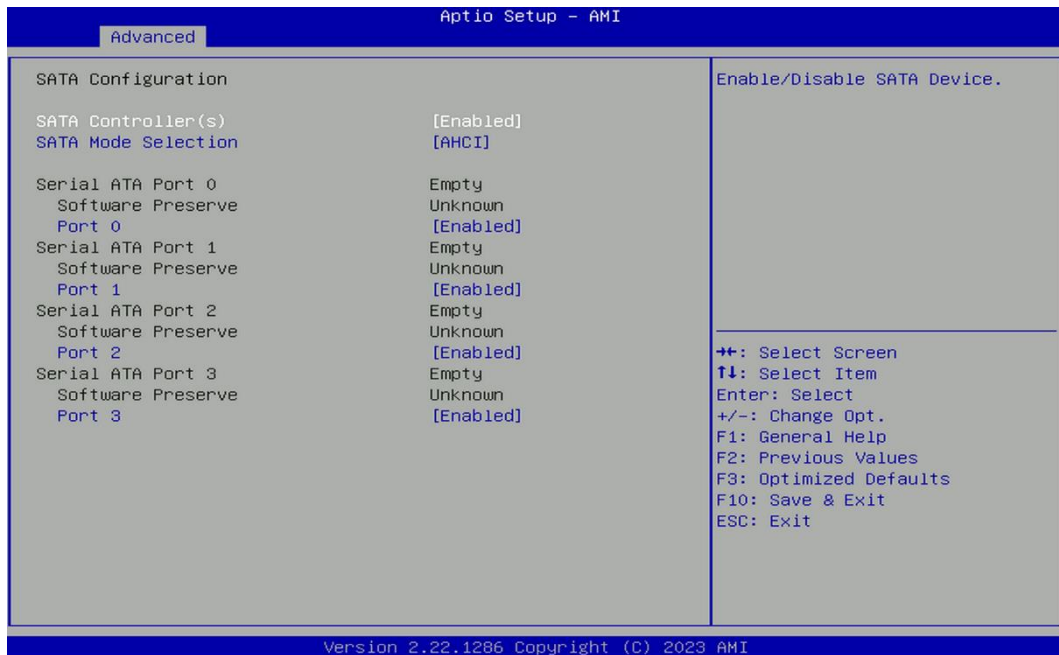 Aptio Setup – AMI
Advanced
SATA Configuration
SATA Controller(s) [Enabled]
SATA Mode Selection [AHCI]
Serial ATA Port 0 Empty
Software Preserve Unknown
Port 0 [Enabled]
Serial ATA Port 1 Empty
Software Preserve Unknown
Port 1 [Enabled]
Serial ATA Port 2 Empty
Software Preserve Unknown
Port 2 [Enabled]
Serial ATA Port 3 Empty
Software Preserve Unknown
Port 3 [Enabled]
Enable/Disable SATA Device.
→←: Select Screen
↑↓: Select Item
Enter: Select
+/-: Change Opt.
F1: General Help
F2: Previous Values
F3: Optimized Defaults
F10: Save & Exit
ESC: Exit
Version 2.22.1286 Copyright (C) 2023 AMI